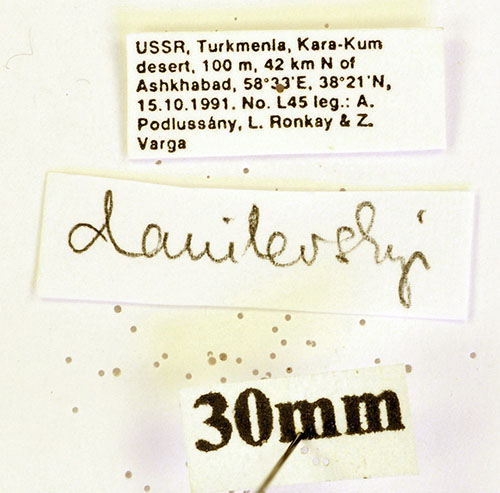 USSR, Turkmenia, Kara-Kum
desert, 100 m, 42 km N of
Ashkhabad, 58°33'E, 38°21'N,
15.10.1991. No. L45 leg.: A.
Podlussány, L. Ronkay & Z.
Varga
danilevskyi
30mm